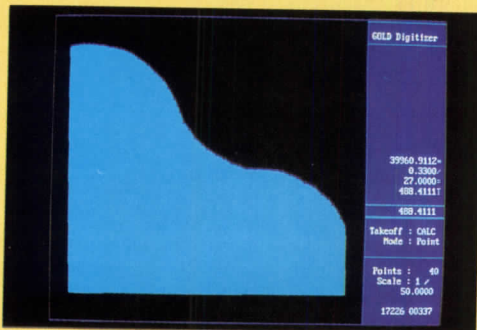 GOLD Digitizer
39960.9112=
0.3300/
27.0000=
488.4111T
488.4111
Takeoff : CALC
Mode : Point
Points : 40
Scale : 1 /
50.0000
17226 00337